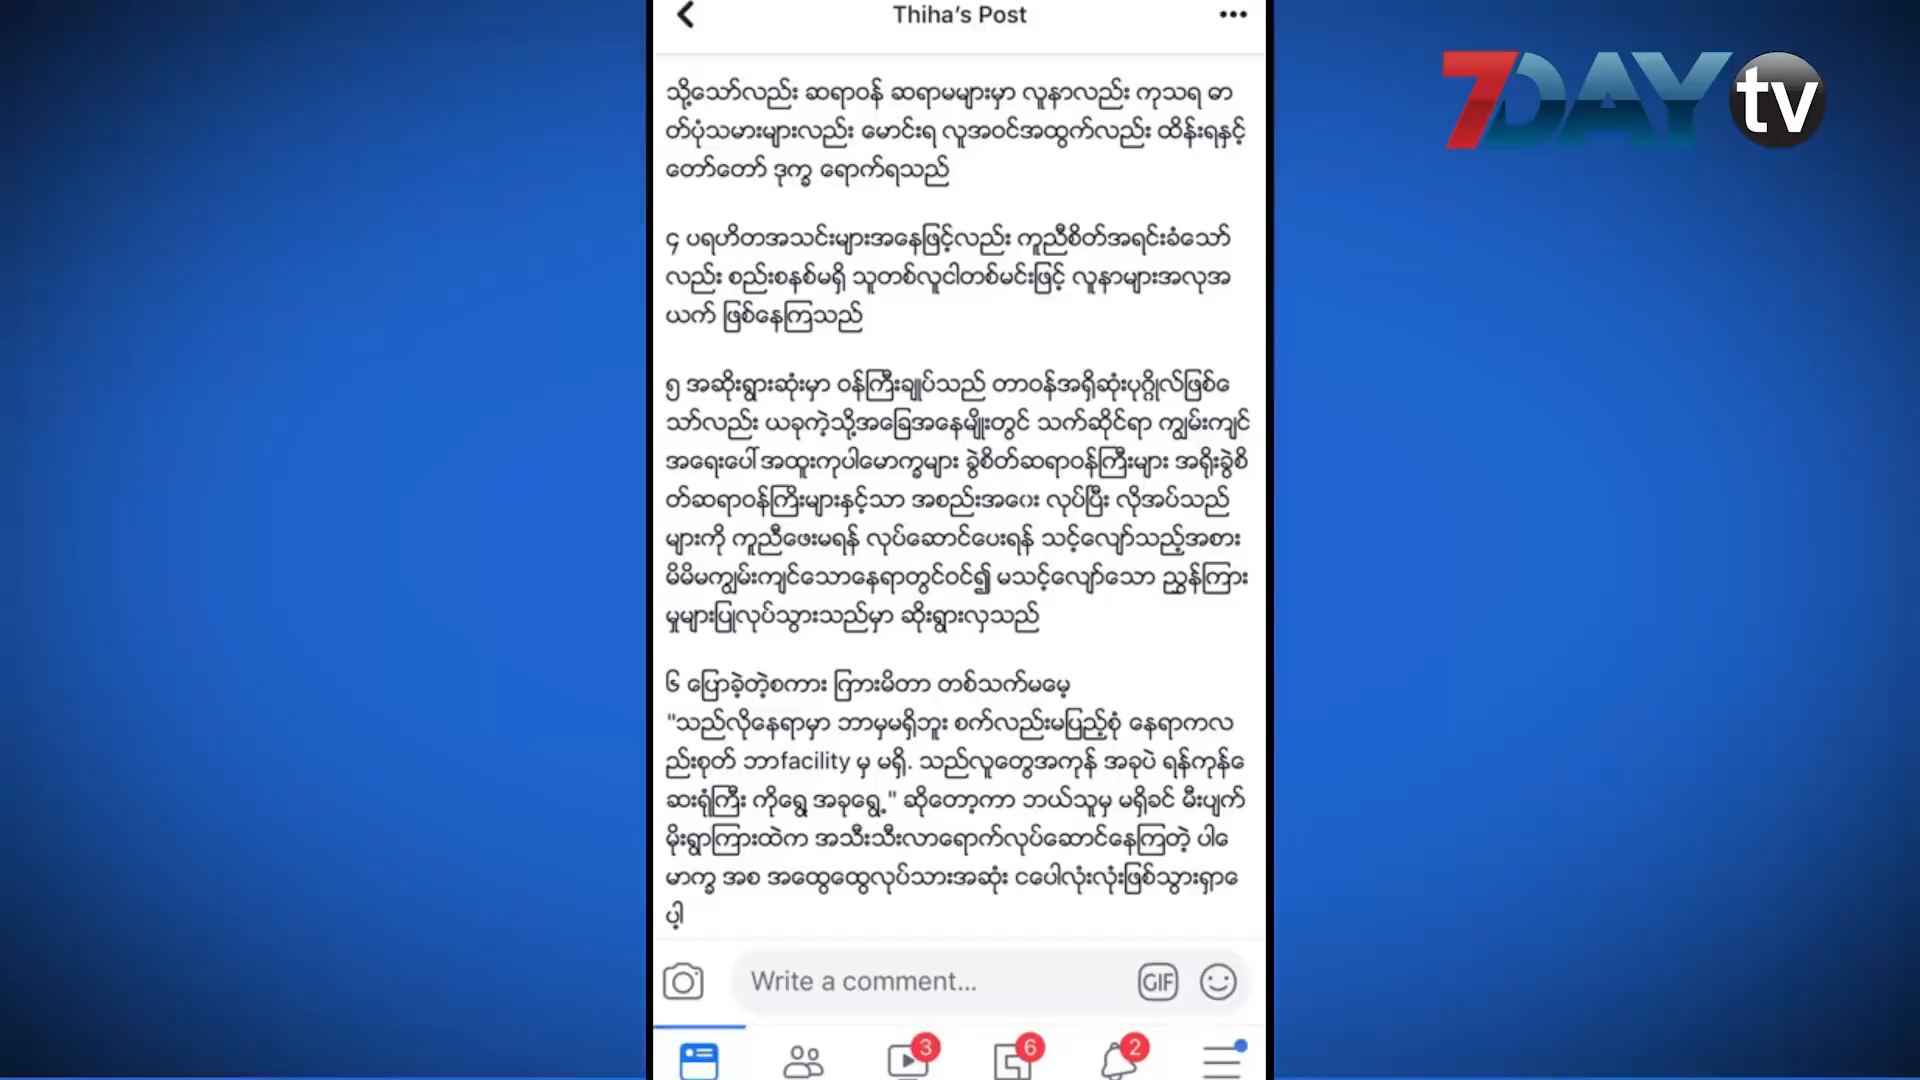 Thiha's Post
7DAY tv
သို့သော်လည်း ဆရာဝန် ဆရာမများမှာ လူနာလည်း ကုသရ ဓာ
တ်ပုံသမားများလည်း မောင်းရ လူအဝင်အထွက်လည်း ထိန်းရနှင့်
တော်တော် ဒုက္ခ ရောက်ရသည်
၄ ပရဟိတအသင်းများအနေဖြင့်လည်း ကူညီစိတ်အရင်းခံသော်
လည်း စည်းစနစ်မရှိ သူတစ်လူငါတစ်မင်းဖြင့် လူနာများအလုအ
ယက် ဖြစ်နေကြသည်
၅ အဆိုးရွားဆုံးမှာ ဝန်ကြီးချုပ်သည် တာဝန်အရှိဆုံးပုဂ္ဂိုလ်ဖြစ်ေ
သာ်လည်း ယခုကဲ့သို့အခြေအနေမျိုးတွင် သက်ဆိုင်ရာ ကျွမ်းကျင်
အရေးပေါ် အထူးကုပါမောက္ခများ ခွဲစိတ်ဆရာဝန်ကြီးများ အရိုးခွဲစိ
တ်ဆရာဝန်ကြီးများနှင့်သာ အစည်းအဝေး လုပ်ပြီး လိုအပ်သည်
များကို ကူညီဖေးမရန် လုပ်ဆောင်ပေးရန် သင့်လျော်သည့်အစား
မိမိမကျွမ်းကျင်သောနေရာတွင်ဝင်၍ မသင့်လျော်သော ညွှန်ကြား
မှုများပြုလုပ်သွားသည်မှာ ဆိုးရွားလှသည်
၆ ပြောခဲ့တဲ့စကား ကြားမိတာ တစ်သက်မမေ့
"သည်လိုနေရာမှာ ဘာမှမရှိဘူး စက်လည်းမပြည့်စုံ နေရာကလ
ည်းစုတ် ဘာfacility မှ မရှိ. သည်လူတွေအကုန် အခုပဲ ရန်ကုန်ေ
ဆးရုံကြီး ကိုရွှေ့ အခုရွှေ့" ဆိုတော့ကာ ဘယ်သူမှ မရှိခင် မီးပျက်
မိုးရွာကြားထဲက အသီးသီးလာရောက်လုပ်ဆောင်နေကြတဲ့ ပါေ
မာက္ခ အစ အထွေထွေလုပ်သားအဆုံး ငပေါလုံးလုံးဖြစ်သွားရှာေ
ပါ့
Write a comment...
GIF
3
6
2